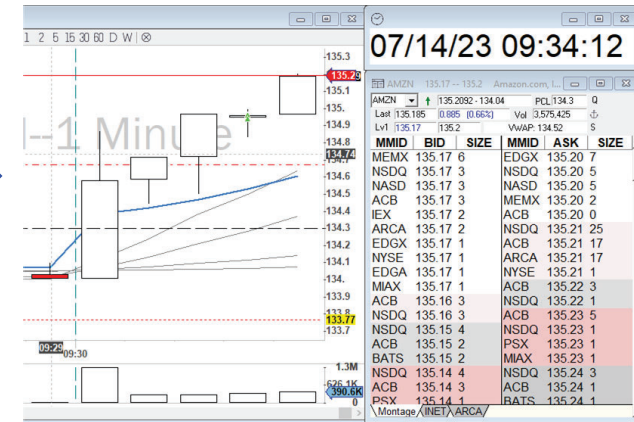 1 2 5 15 30 60 D W
-1 Minute
135.3
135.29
135.1
135.
134.9
134.8
134.74
134.6
134.5
134.4
134.3
134.2
134.1
134.
133.9
133.8
133.77
133.7
09:29 09:30
1.3M
626.1K
390.6K
0
07/14/23 09:34:12
AMZN 135.17 -- 135.2 Amazon.com, I...
AMZN 135.2092 - 134.04 PCL 134.3 Q
Last 135.185 0.885 (0.66%) Vol 3,575,425
Lv1 135.17 135.2 VWAP: 134.52 S
MMID BID SIZE MMID ASK SIZE
MEMX 135.17 6 EDGX 135.20 7
NSDQ 135.17 3 NSDQ 135.20 5
NASD 135.17 3 NASD 135.20 5
ACB 135.17 3 MEMX 135.20 2
IEX 135.17 2 ACB 135.20 0
ARCA 135.17 2 NSDQ 135.21 25
EDGX 135.17 1 ACB 135.21 17
NYSE 135.17 1 ARCA 135.21 17
EDGA 135.17 1 NYSE 135.21 1
MIAX 135.17 1 ACB 135.22 3
ACB 135.16 3 NSDQ 135.22 1
NSDQ 135.16 3 ACB 135.23 5
NSDQ 135.15 4 NSDQ 135.23 1
ACB 135.15 2 PSX 135.23 1
BATS 135.15 2 MIAX 135.23 1
NSDQ 135.14 4 NSDQ 135.24 3
ACB 135.14 3 ACB 135.24 1
PSX 135.14 1 BATS 135.24 1
Montage INET ARCA